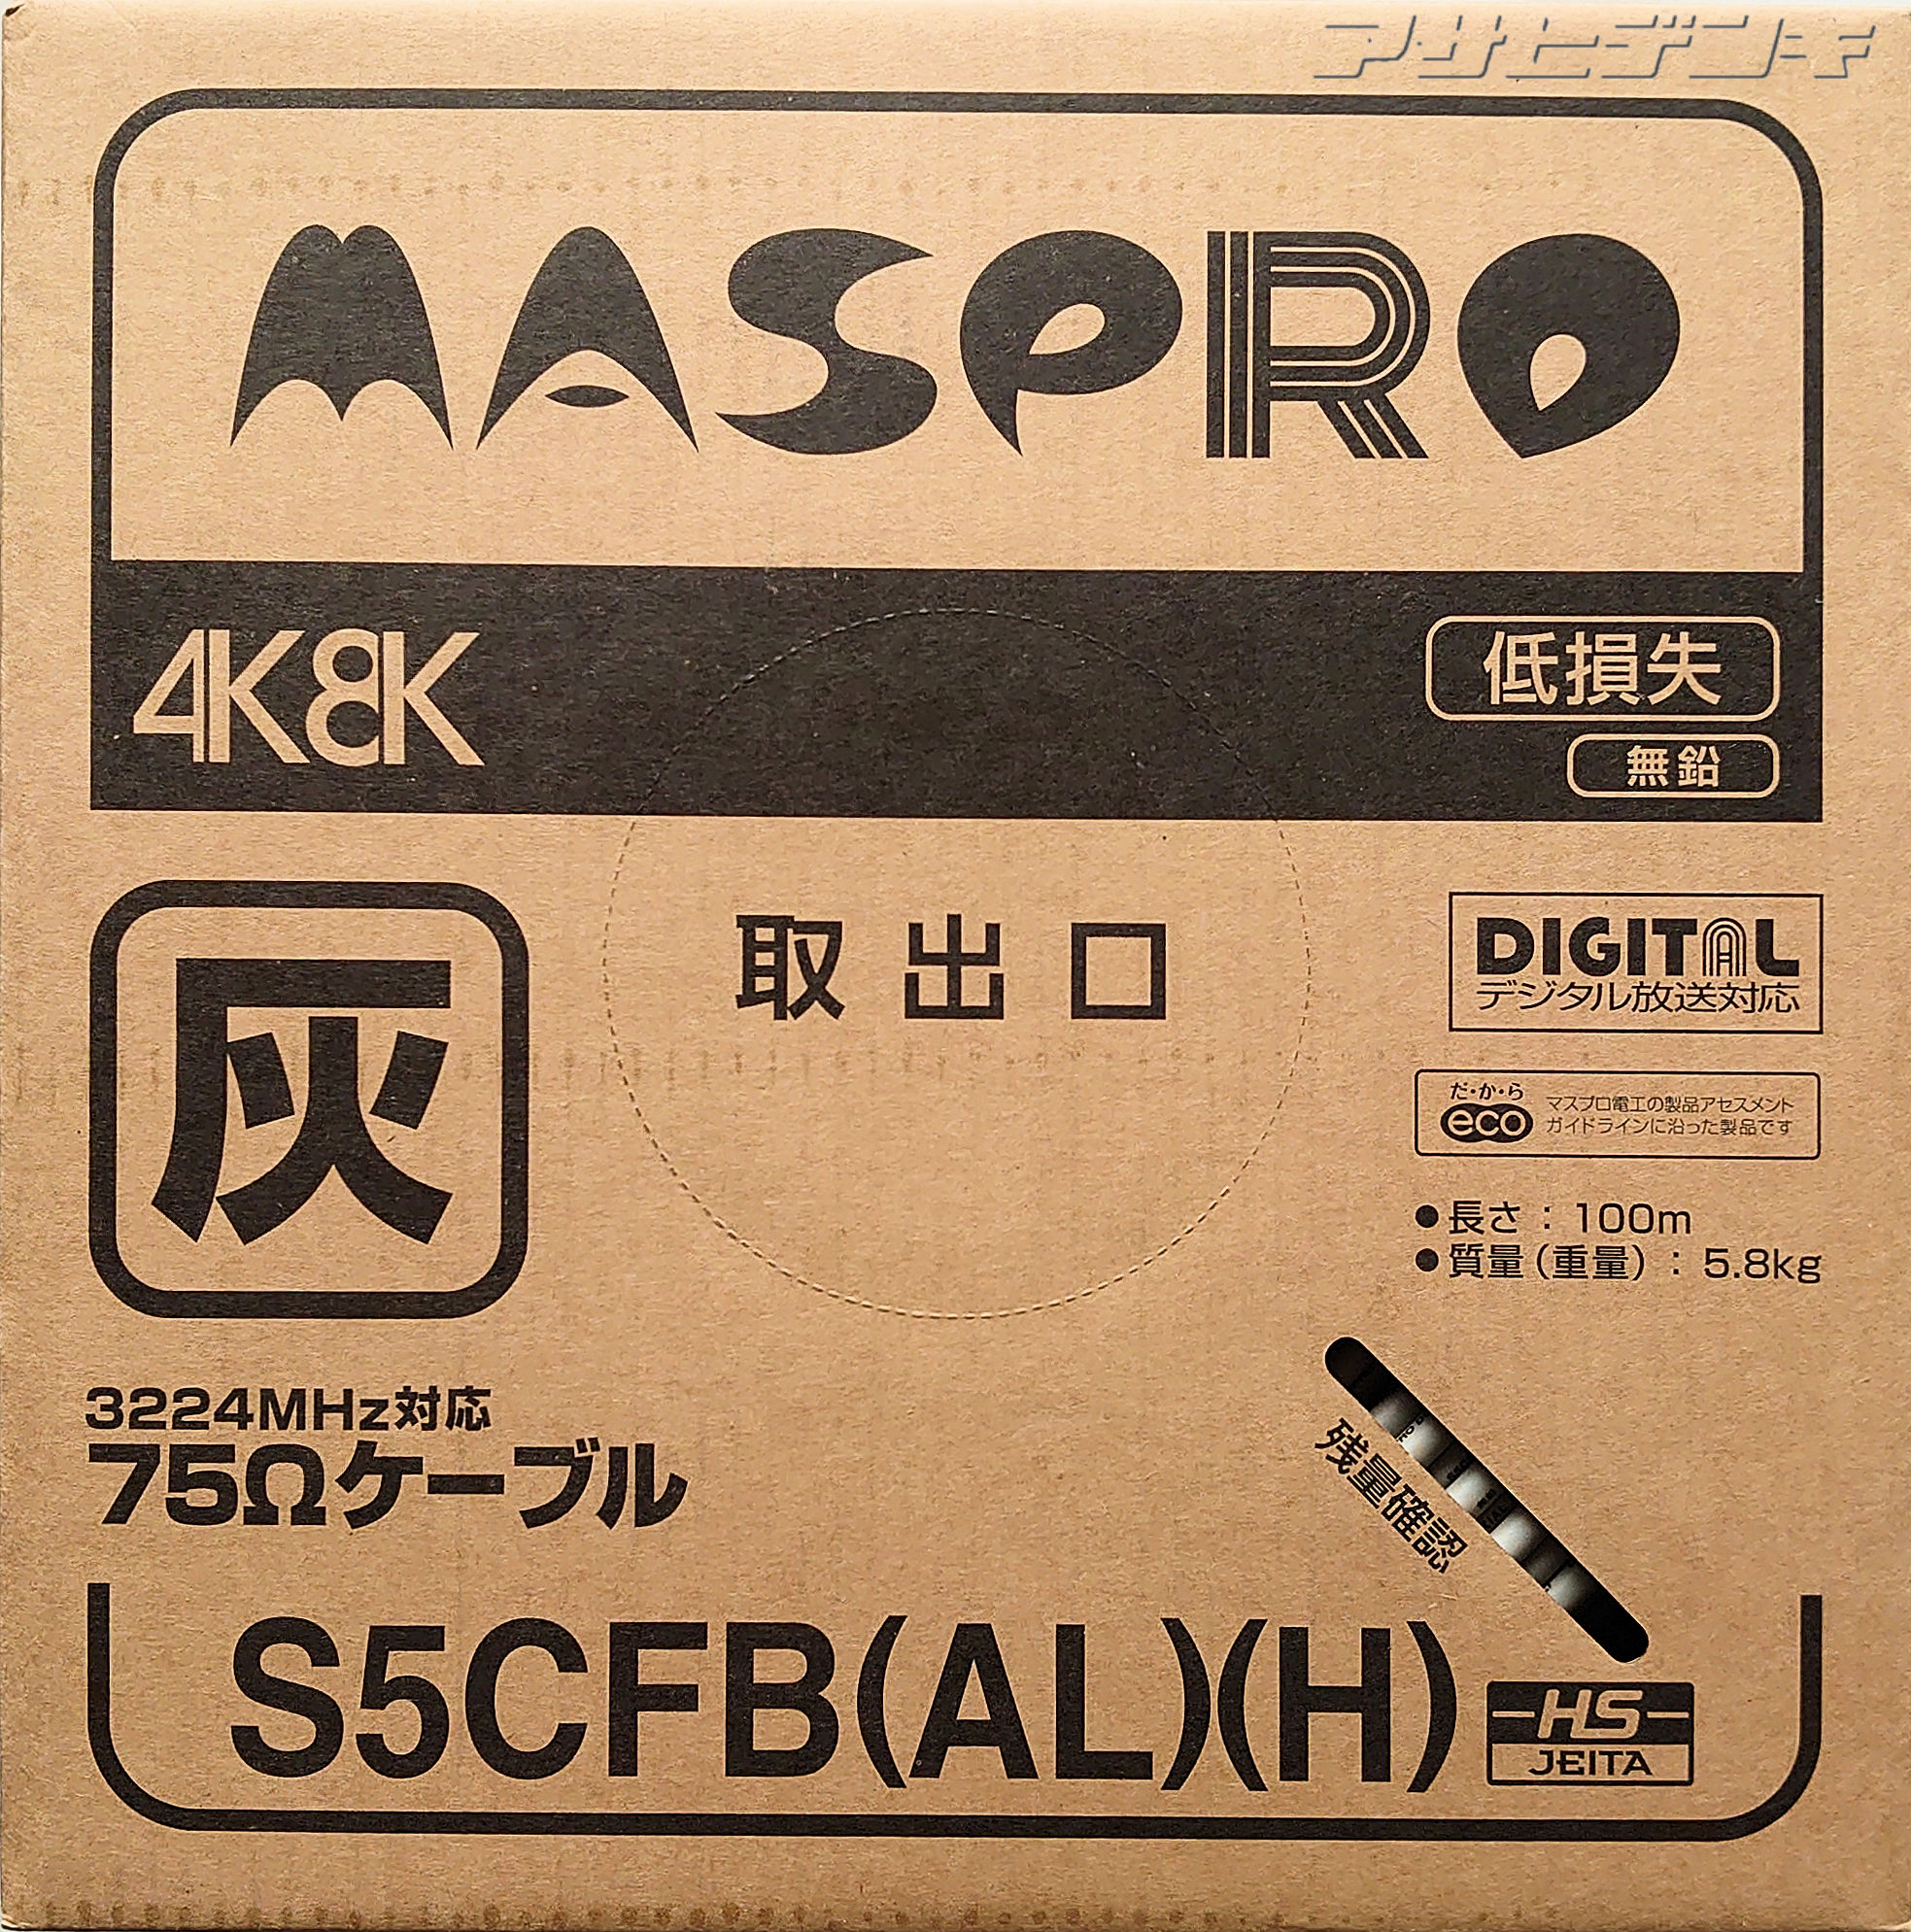 アサヒデンキ
MASPRO
4K8K
低損失
無鉛
灰
取出口
DIGITAL
デジタル放送対応
だ・か・ら
eco
マスプロ電工の製品アセスメント
ガイドラインに沿った製品です
●長さ：100m
●質量(重量)：5.8kg
3224MHz対応
75Ωケーブル
残量確認
S5CFB(AL)(H)
HS
JEITA